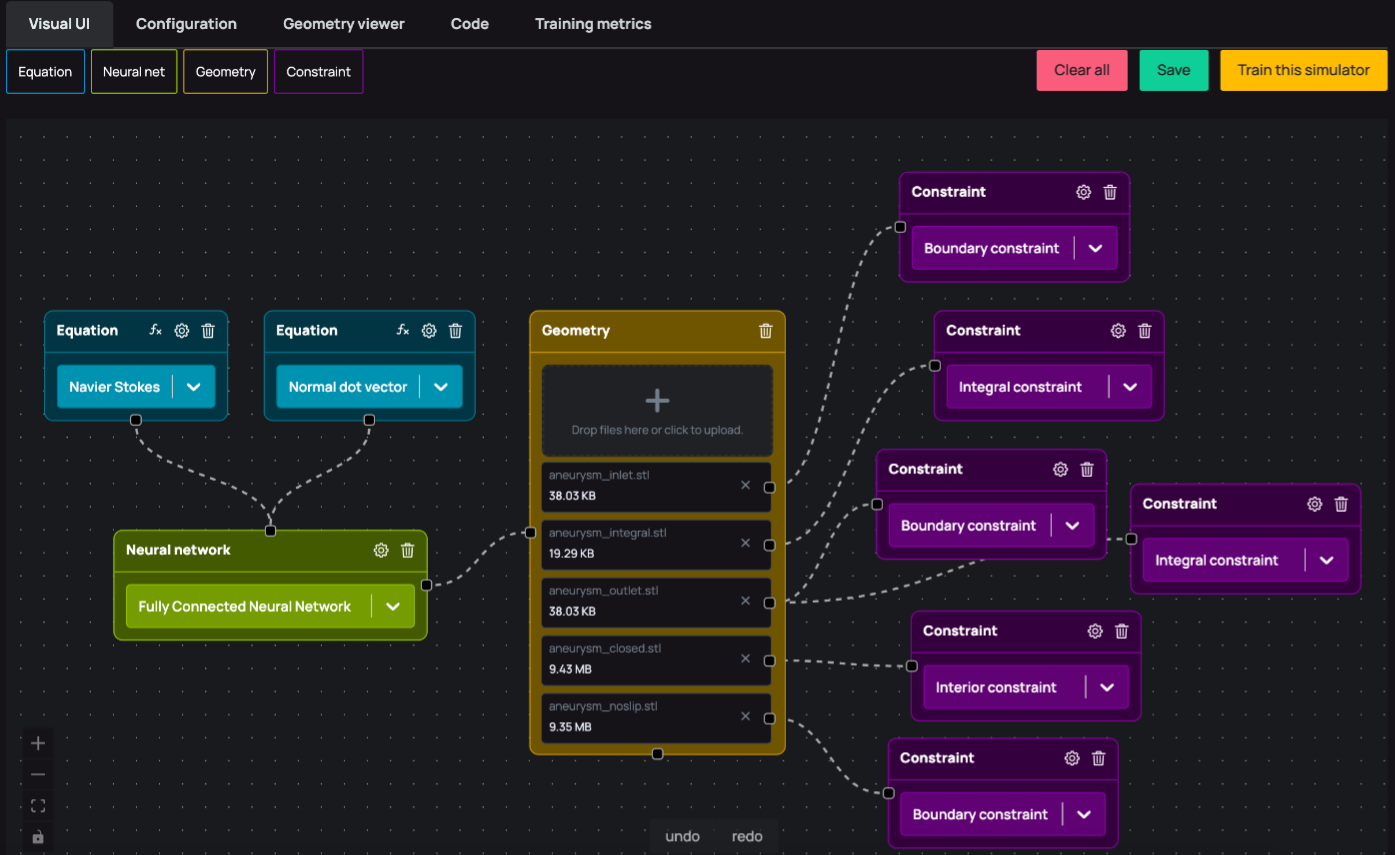 Visual UI Configuration Geometry viewer Code Training metrics
Equation Neural net Geometry Constraint Clear all Save Train this simulator
Constraint
Boundary constraint
Equation fx
Navier Stokes
Equation fx
Normal dot vector
Neural network
Fully Connected Neural Network
Geometry
Drop files here or click to upload.
aneurysm_inlet.stl
38.03 KB
aneurysm_integral.stl
19.29 KB
aneurysm_outlet.stl
38.03 KB
aneurysm_closed.stl
9.43 MB
aneurysm_noslip.stl
9.35 MB
Constraint
Integral constraint
Constraint
Boundary constraint
Constraint
Integral constraint
Constraint
Interior constraint
Constraint
Boundary constraint
undo redo